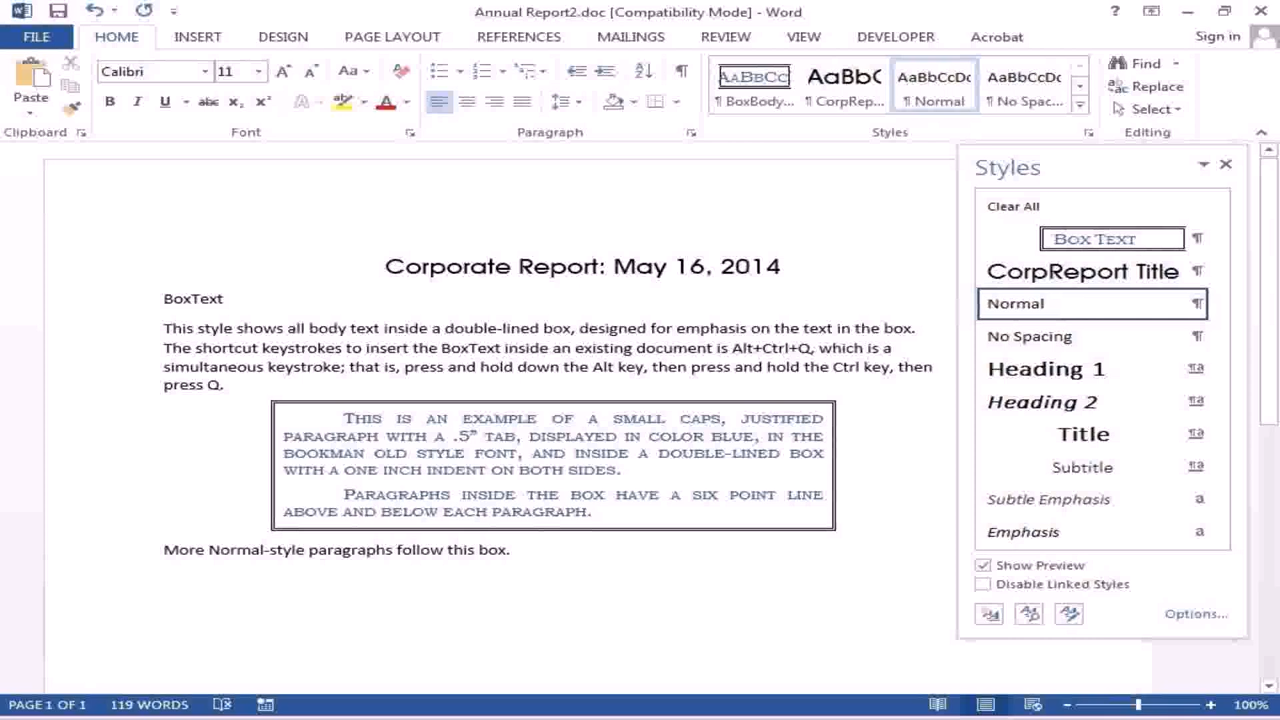 Annual Report2.doc [Compatibility Mode] - Word
FILE HOME INSERT DESIGN PAGE LAYOUT REFERENCES MAILINGS REVIEW VIEW DEVELOPER Acrobat Sign in
Calibri 11 Aa
AaBbCc AaBbC AaBbCcDc AaBbCcDc
Find
Replace
Select
Paste
B I U abc x₂ x² A ab A
¶ BoxBody... ¶ CorpRep... ¶ Normal ¶ No Spac...
Clipboard Font Paragraph Styles Editing
Styles
Clear All
Box Text ¶
CorpReport Title ¶
Normal ¶
No Spacing ¶
Heading 1 ¶a
Heading 2 ¶a
Title ¶a
Subtitle ¶a
Subtle Emphasis a
Emphasis a
Show Preview
Disable Linked Styles
Options...
Corporate Report: May 16, 2014
BoxText
This style shows all body text inside a double-lined box, designed for emphasis on the text in the box.
The shortcut keystrokes to insert the BoxText inside an existing document is Alt+Ctrl+Q, which is a
simultaneous keystroke; that is, press and hold down the Alt key, then press and hold the Ctrl key, then
press Q.
This is an example of a small caps, justified
paragraph with a .5" tab, displayed in color blue, in the
Bookman Old Style font, and inside a double-lined box
with a one inch indent on both sides.
Paragraphs inside the box have a six point line
above and below each paragraph.
More Normal-style paragraphs follow this box.
PAGE 1 OF 1 119 WORDS 100%